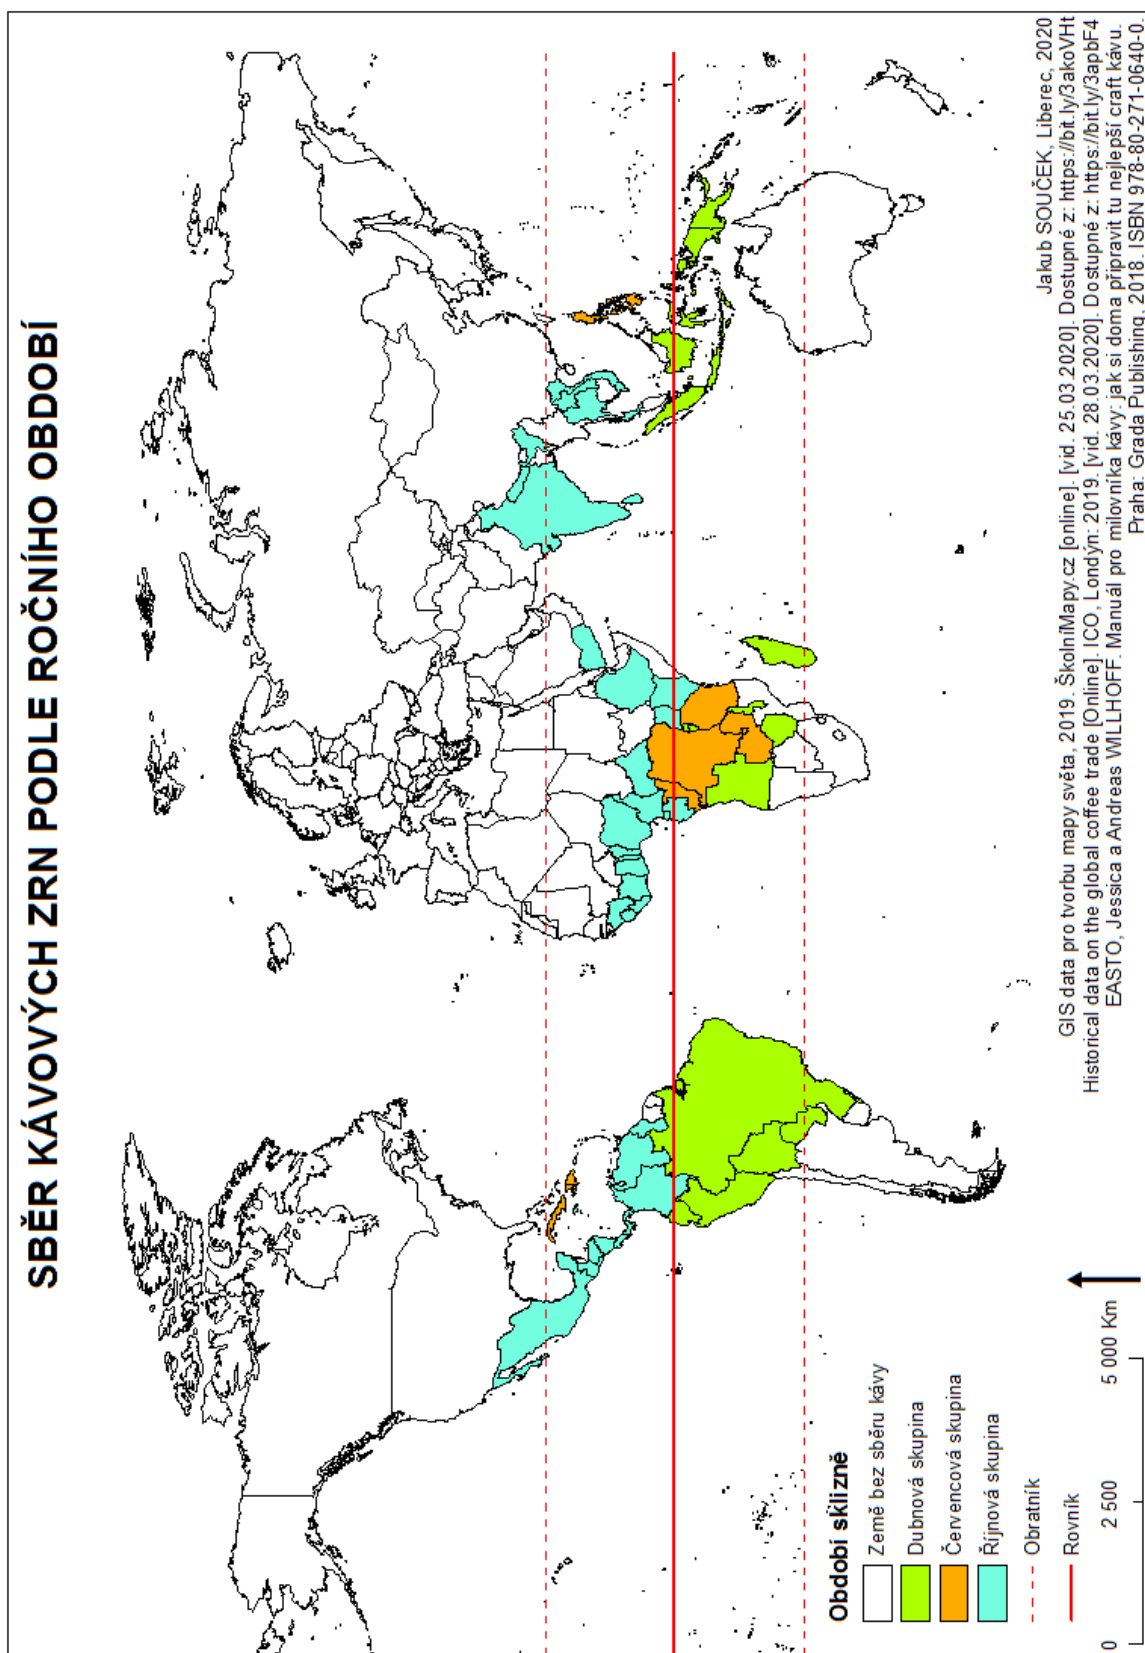 SBĚR KÁVOVÝCH ZRN PODLE ROČNÍHO OBDOBÍ
Období sklizně
Země bez sběru kávy
Dubnová skupina
Červencová skupina
Říjnová skupina
Obratník
Rovník
0 2 500 5 000 Km
Jakub SOUČEK, Liberec, 2020
GIS data pro tvorbu mapy světa, 2019. ŠkolníMapy.cz [online]. [vid. 25.03.2020]. Dostupné z: https://bit.ly/3akoVHt
Historical data on the global coffee trade [Online]. ICO, Londýn: 2019. [vid. 28.03.2020]. Dostupné z: https://bit.ly/3apbF4
EASTO, Jessica a Andreas WILLHOFF. Manuál pro milovníka kávy: jak si doma připravit tu nejlepší craft kávu.
Praha: Grada Publishing, 2018. ISBN 978-80-271-0640-0.